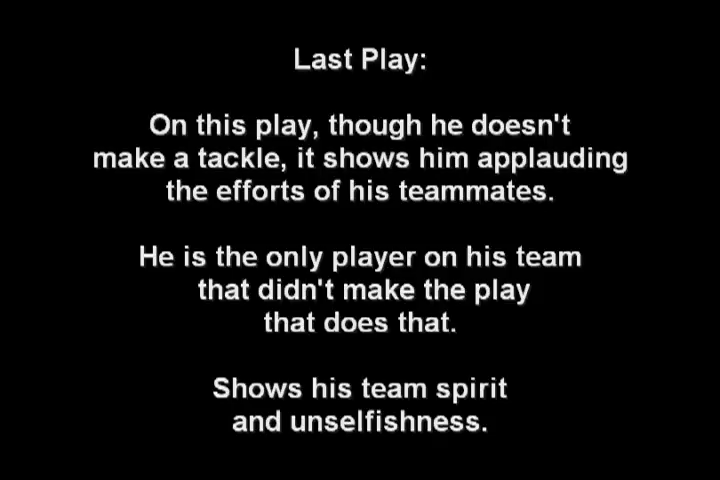 Last Play:
On this play, though he doesn't
make a tackle, it shows him applauding
the efforts of his teammates.
He is the only player on his team
that didn't make the play
that does that.
Shows his team spirit
and unselfishness.